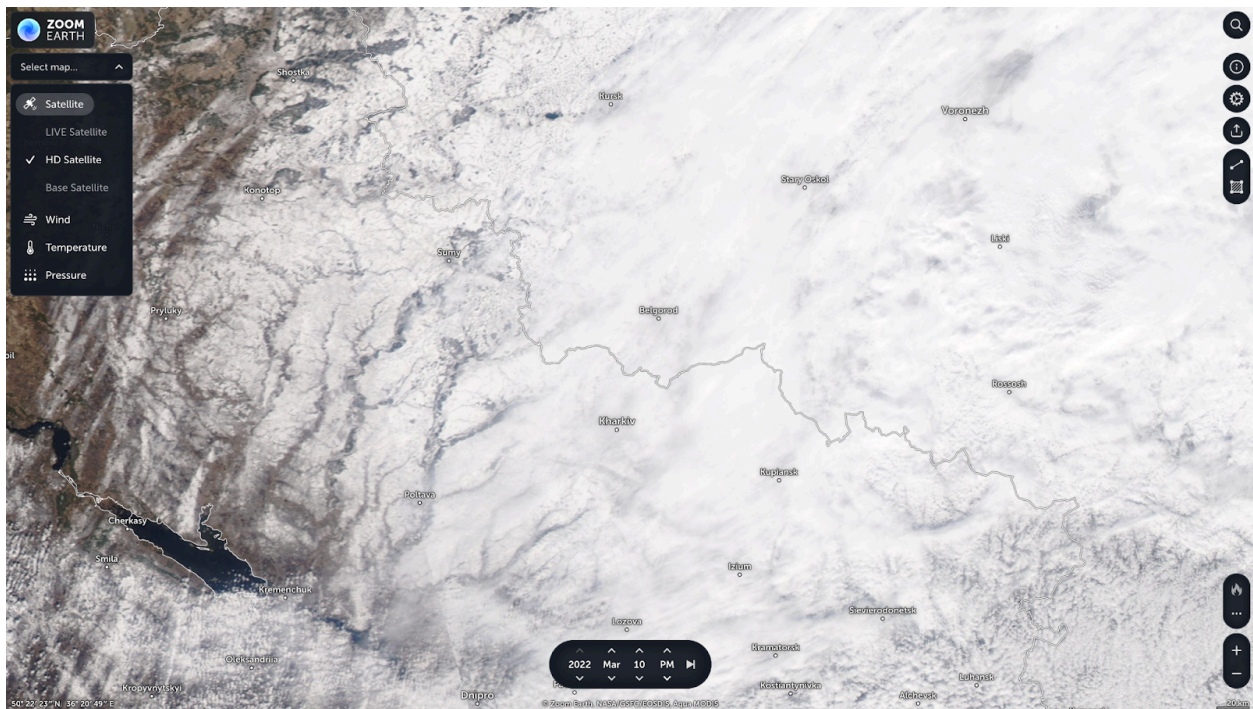 ZOOM
EARTH
Select map...
Satellite
LIVE Satellite
HD Satellite
Base Satellite
Wind
Temperature
Pressure
Shostka
Kursk
Voronezh
Stary Oskol
Konotop
Liski
Sumy
Pryluky
Belgorod
Rossosh
Kharkiv
Kupiansk
Poltava
Cherkasy
Smila
Izium
Kremenchuk
Sievierodonetsk
Lozova
Kramatorsk
Oleksandriia
2022 Mar 10 PM
Luhansk
Kropyvnytskyi
Kostiantynivka
Dnipro
Alchevsk
50° 22' 23" N, 36° 20' 49" E
© Zoom Earth, NASA/GSFC/EOSDIS, Aqua MODIS
20 km